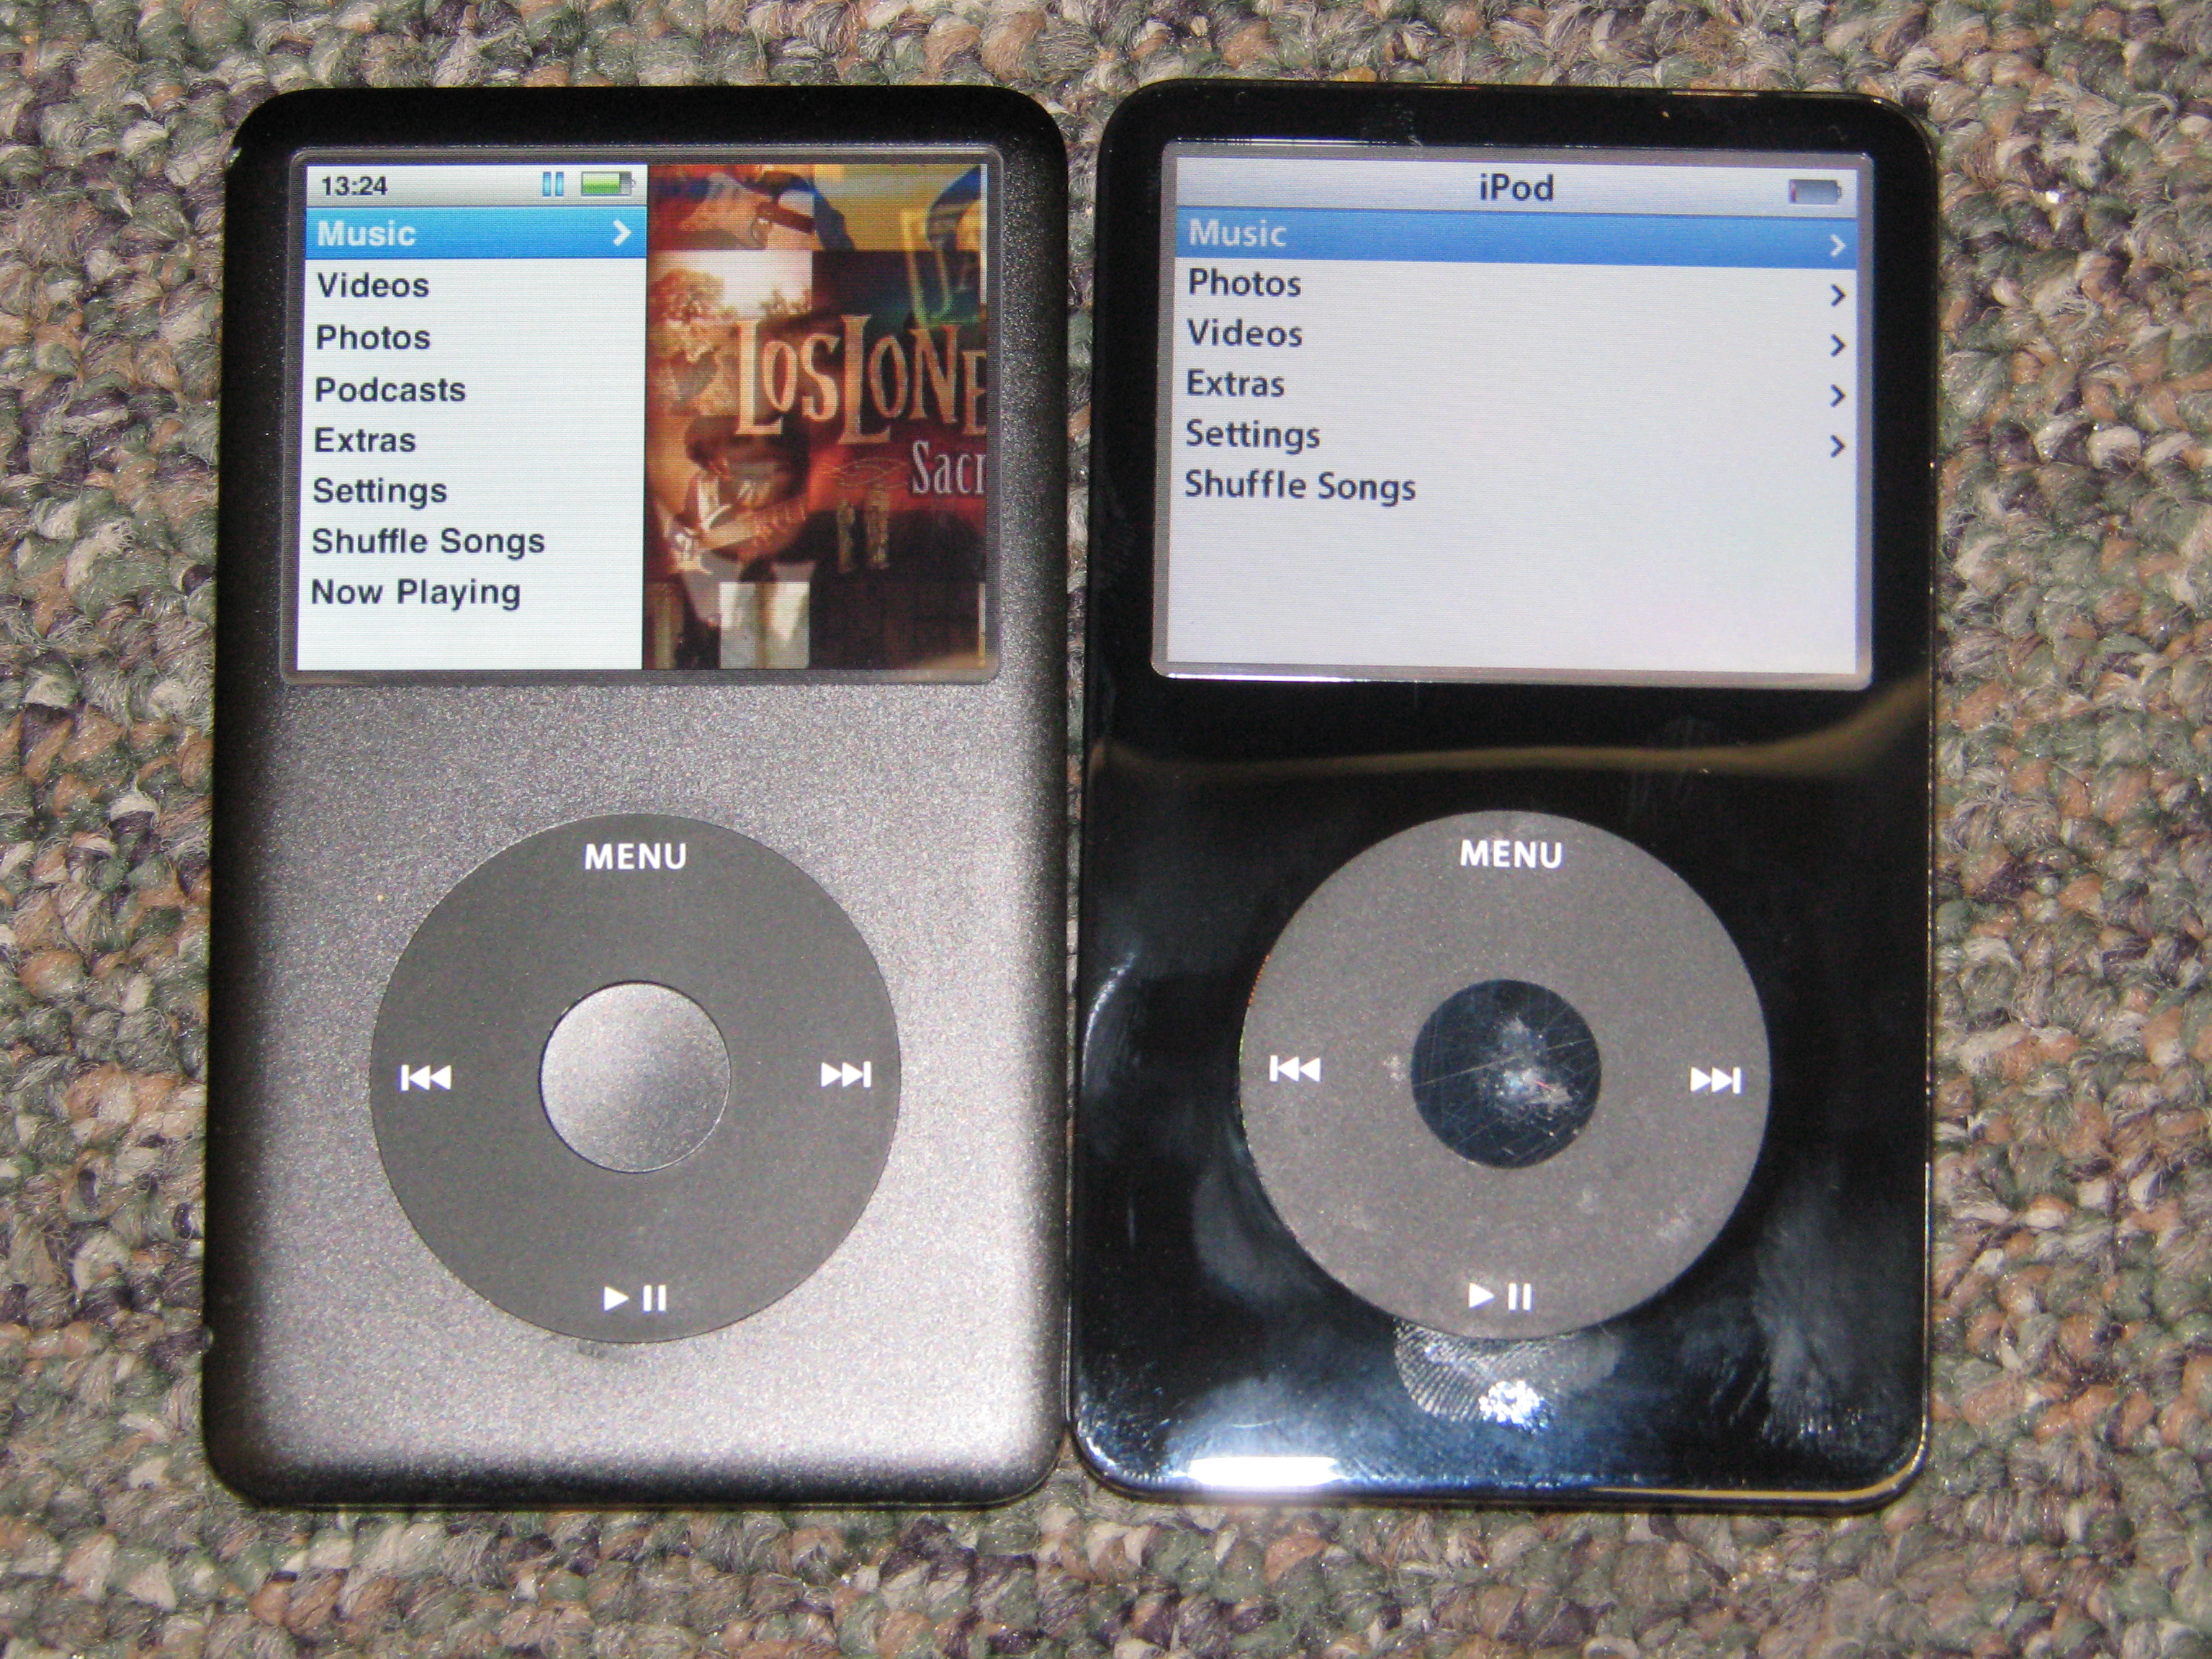 13:24
Music
Videos
Photos
Podcasts
Extras
Settings
Shuffle Songs
Now Playing
LOS LONE
Sacr
MENU
iPod
Music
Photos
Videos
Extras
Settings
Shuffle Songs
MENU